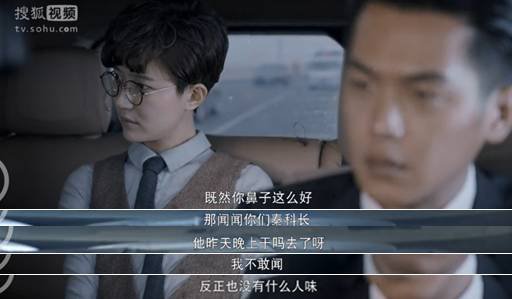 搜狐视频
tv.sohu.com
既然你鼻子这么好
那闻闻你们秦科长
他昨天晚上干吗去了呀
我不敢闻
反正也没有什么人味